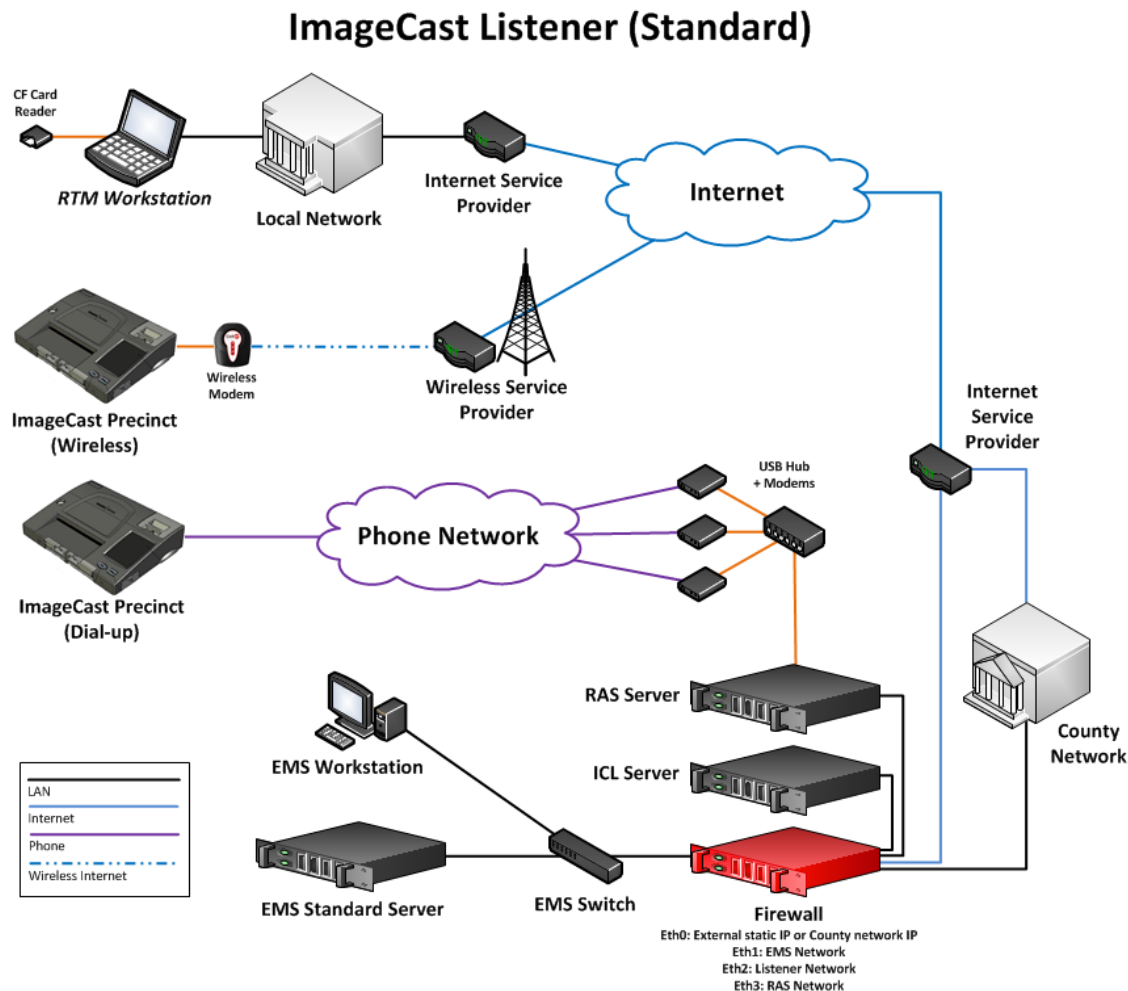 ImageCast Listener (Standard)
CF Card
Reader
RTM Workstation
Local Network
Internet Service
Provider
Internet
Wireless
Modem
Wireless Service
Provider
ImageCast Precinct
(Wireless)
Internet
Service
Provider
USB Hub
+ Modems
Phone Network
ImageCast Precinct
(Dial-up)
RAS Server
County
Network
EMS Workstation
ICL Server
LAN
Internet
Phone
Wireless Internet
EMS Standard Server
EMS Switch
Firewall
Eth0: External static IP or County network IP
Eth1: EMS Network
Eth2: Listener Network
Eth3: RAS Network